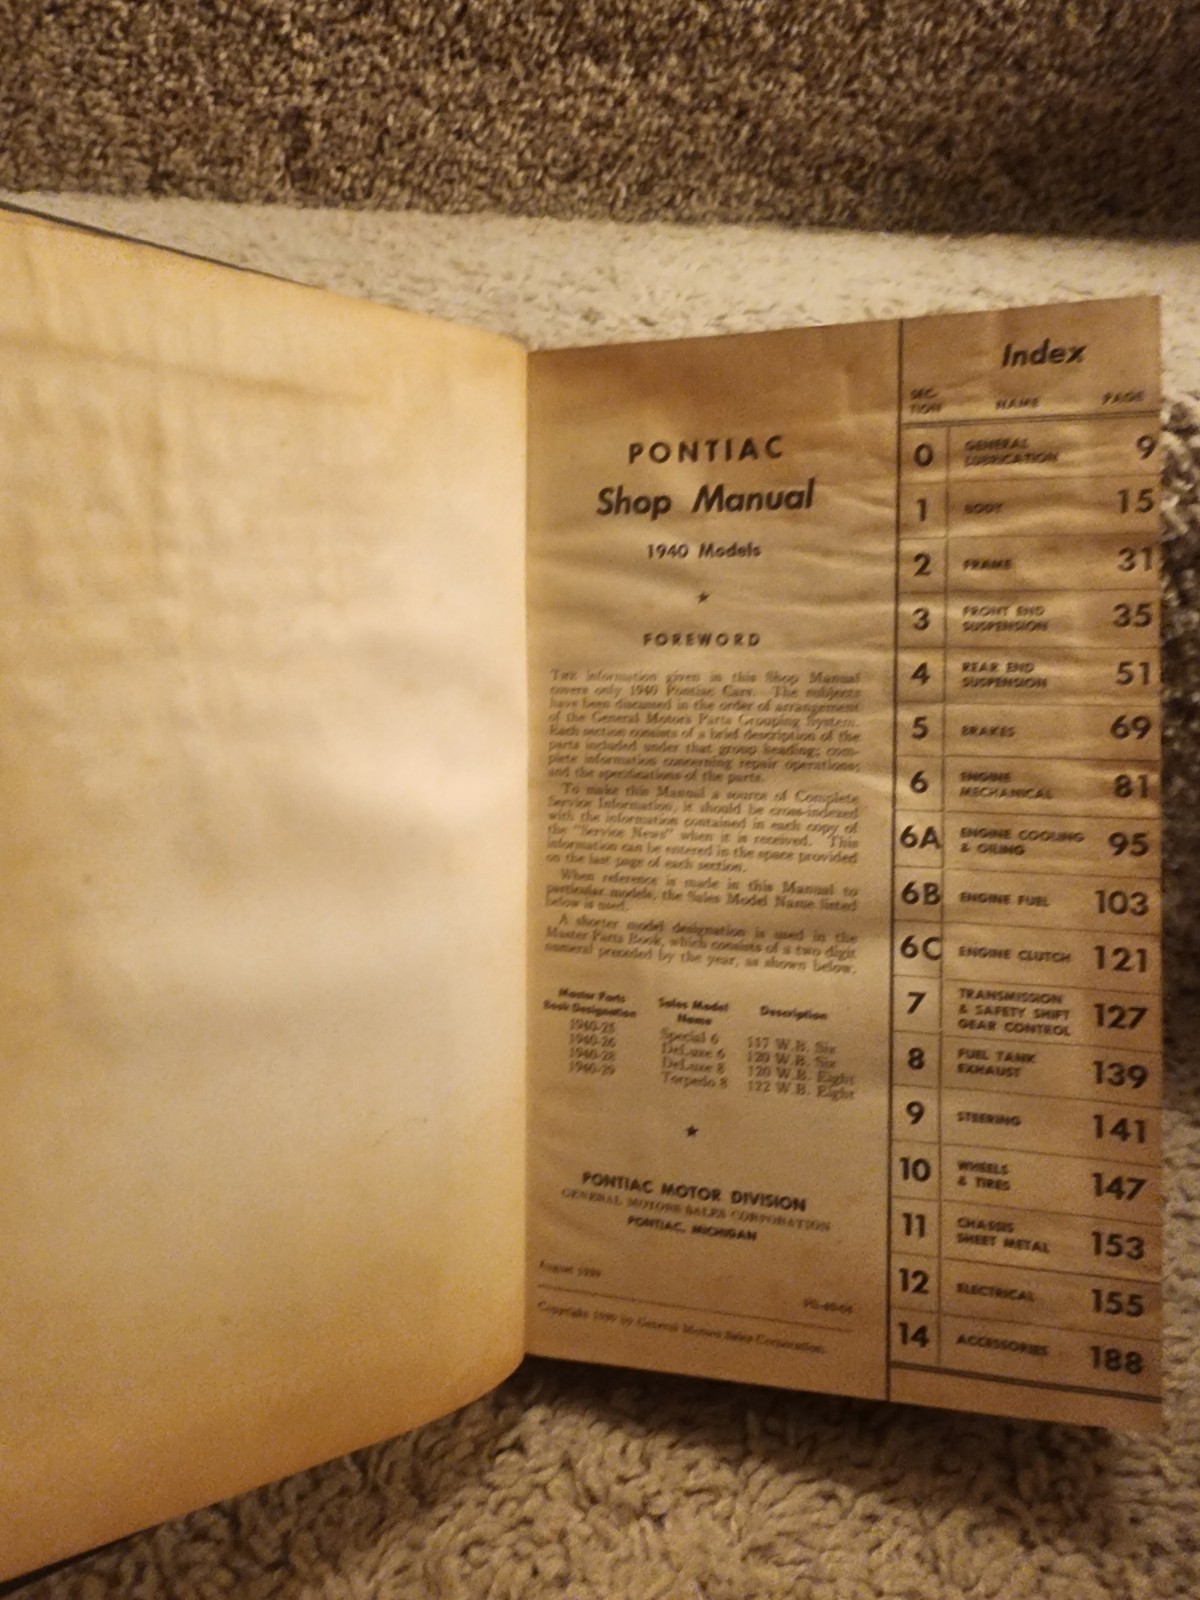 PONTIAC
Shop Manual
1940 Models
FOREWORD
THE information given in this Shop Manual
covers only 1940 Pontiac Cars. The subjects
have been discussed in the order of arrangement
of the General Motors Parts Grouping System.
Each section consists of a brief description of the
parts included under that group heading; com-
plete information concerning repair operations;
and the specifications of the parts.
To make this Manual a source of Complete
Service Information, it should be cross-indexed
with the information contained in each copy of
the "Service News" when it is received. This
information can be entered in the space provided
on the last page of each section.
When reference is made in this Manual to
particular models, the Sales Model Name listed
below is used.
A shorter model designation is used in the
Master Parts Book, which consists of a two digit
numeral preceded by the year, as shown below.
Master Parts Book Designation Sales Model Name Description
1940-25 Special 6 117 W.B. Six
1940-26 DeLuxe 6 120 W.B. Six
1940-28 DeLuxe 8 120 W.B. Eight
1940-29 Torpedo 8 122 W.B. Eight
PONTIAC MOTOR DIVISION
GENERAL MOTORS SALES CORPORATION
PONTIAC, MICHIGAN
August 1939
Copyright 1939 by General Motors Sales Corporation.
Index
SEC-
TION NAME PAGE
0 GENERAL LUBRICATION 9
1 BODY 15
2 FRAME 31
3 FRONT END SUSPENSION 35
4 REAR END SUSPENSION 51
5 BRAKES 69
6 ENGINE MECHANICAL 81
6A ENGINE COOLING & OILING 95
6B ENGINE FUEL 103
6C ENGINE CLUTCH 121
7 TRANSMISSION & SAFETY SHIFT GEAR CONTROL 127
8 FUEL TANK EXHAUST 139
9 STEERING 141
10 WHEELS & TIRES 147
11 CHASSIS SHEET METAL 153
12 ELECTRICAL 155
14 ACCESSORIES 188